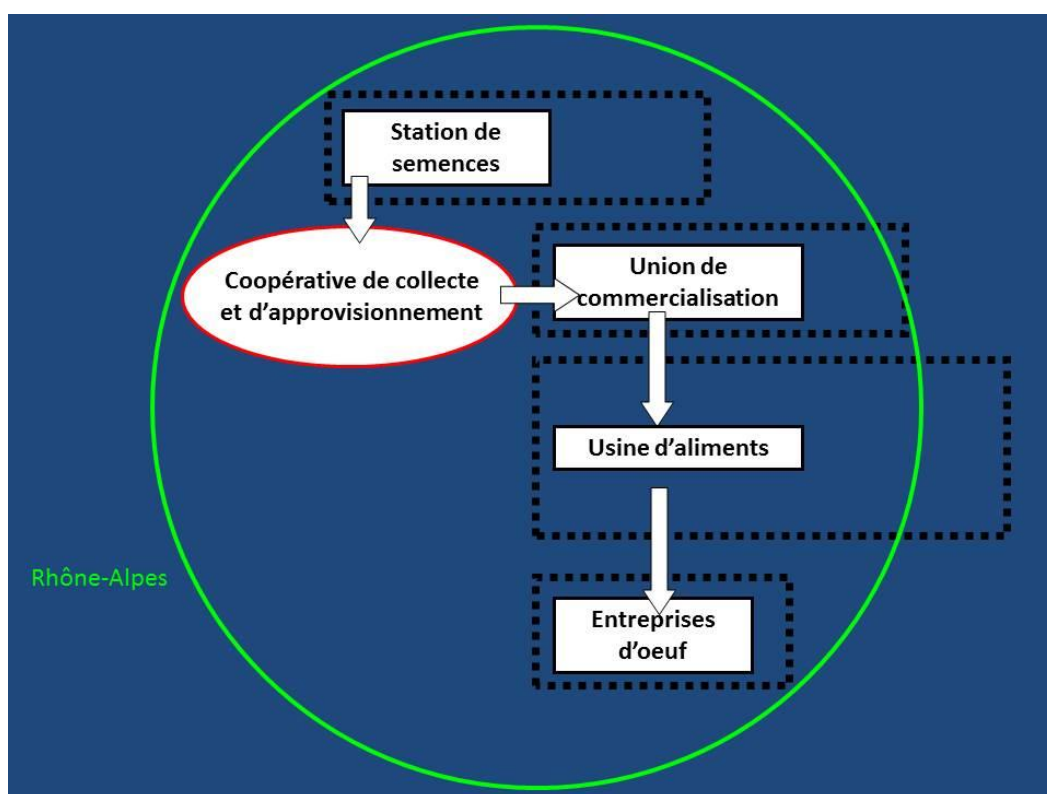 Station de
semences
Coopérative de collecte
et d'approvisionnement
Union de
commercialisation
Usine d'aliments
Rhône-Alpes
Entreprises
d'oeuf